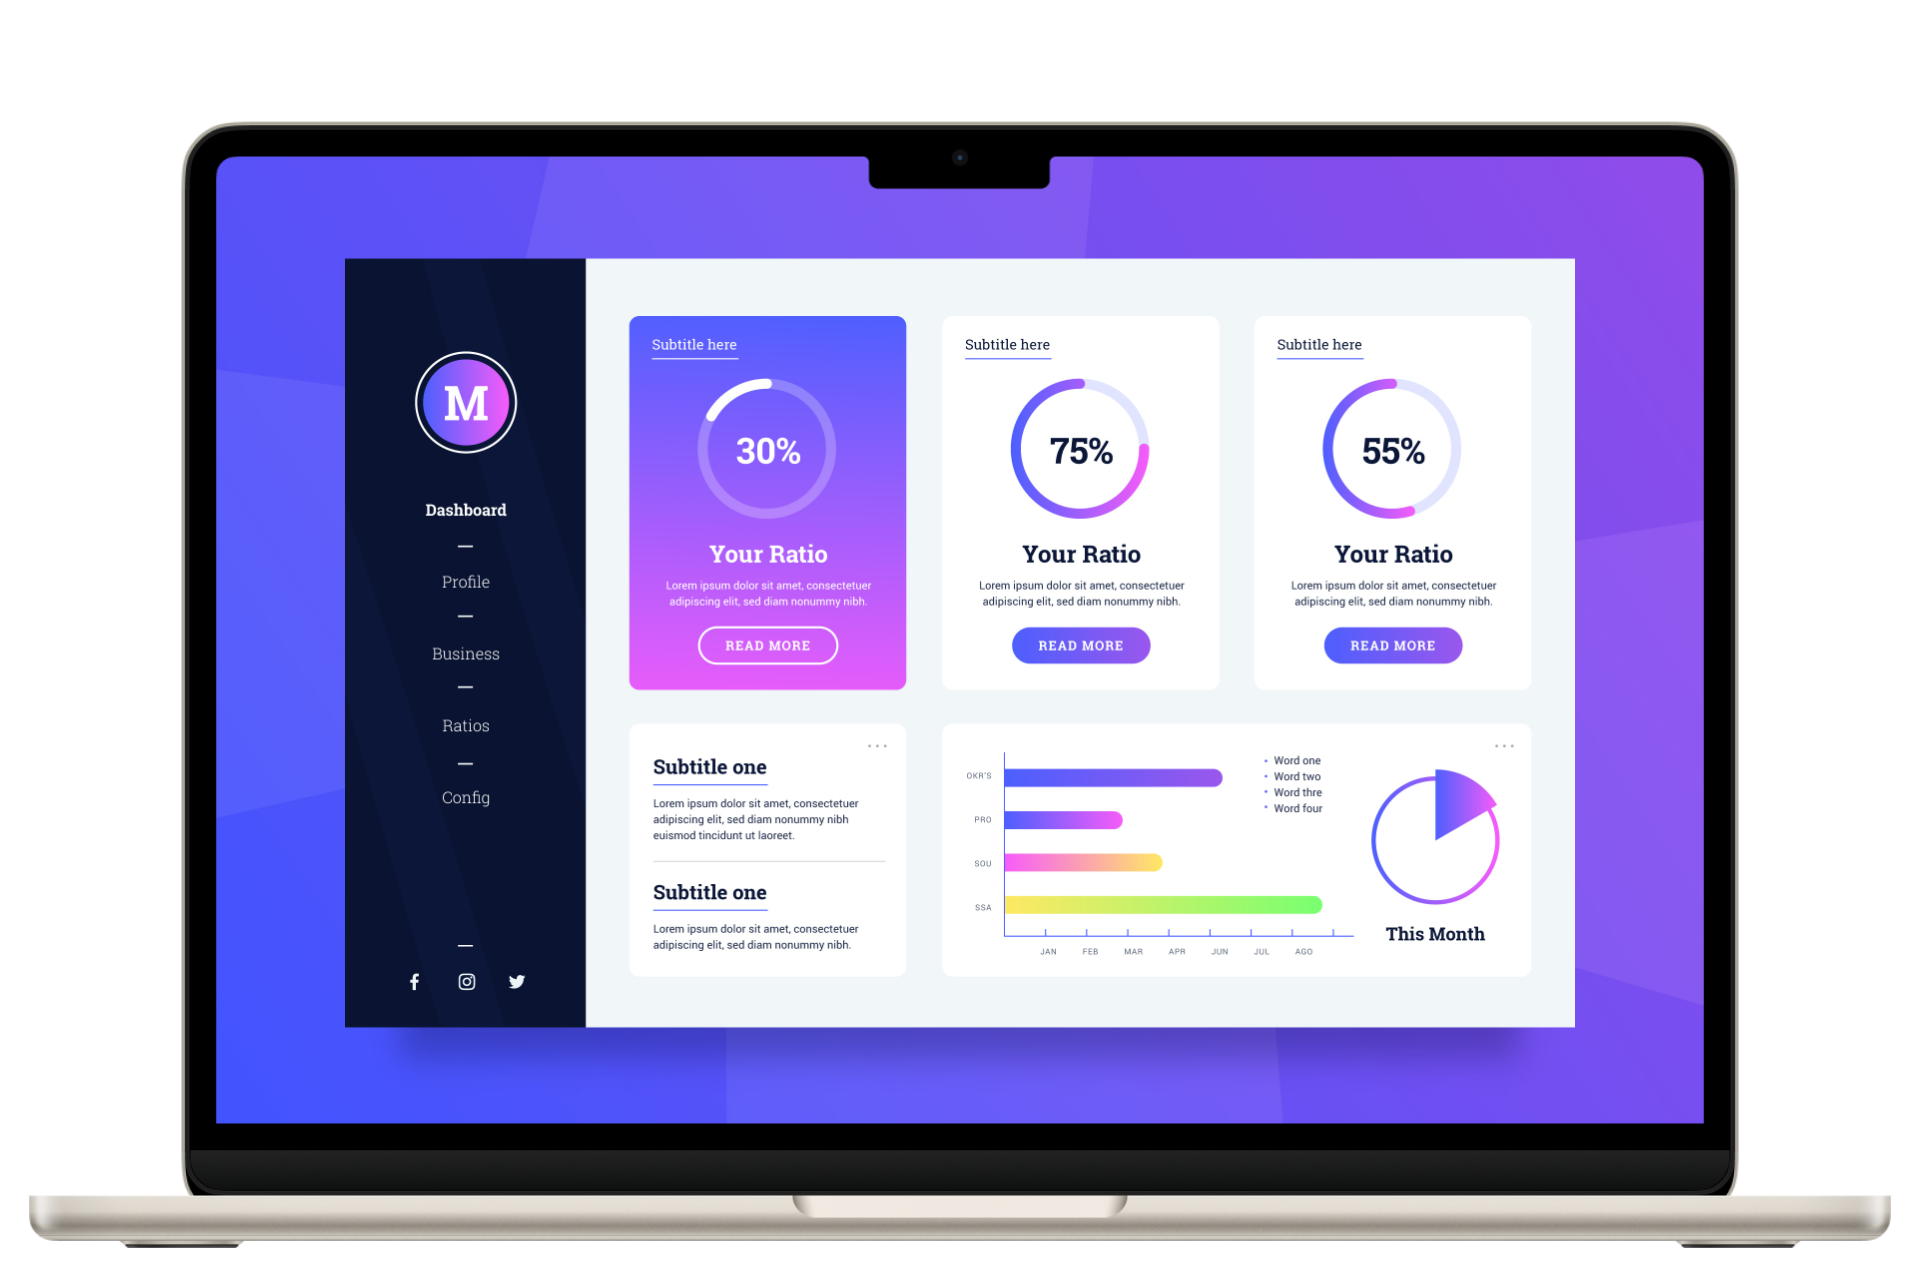 M
Dashboard
Profile
Business
Ratios
Config
Subtitle here
30%
Your Ratio
Lorem ipsum dolor sit amet, consectetuer
adipiscing elit, sed diam nonummy nibh.
READ MORE
Subtitle here
75%
Your Ratio
Lorem ipsum dolor sit amet, consectetuer
adipiscing elit, sed diam nonummy nibh.
READ MORE
Subtitle here
55%
Your Ratio
Lorem ipsum dolor sit amet, consectetuer
adipiscing elit, sed diam nonummy nibh.
READ MORE
Subtitle one
Lorem ipsum dolor sit amet, consectetuer
adipiscing elit, sed diam nonummy nibh
euismod tincidunt ut laoreet.
Subtitle one
Lorem ipsum dolor sit amet, consectetuer
adipiscing elit, sed diam nonummy nibh.
OKR'S
PRO
SOU
SSA
JAN FEB MAR APR JUN JUL AGO
• Word one
• Word two
• Word thre
• Word four
This Month